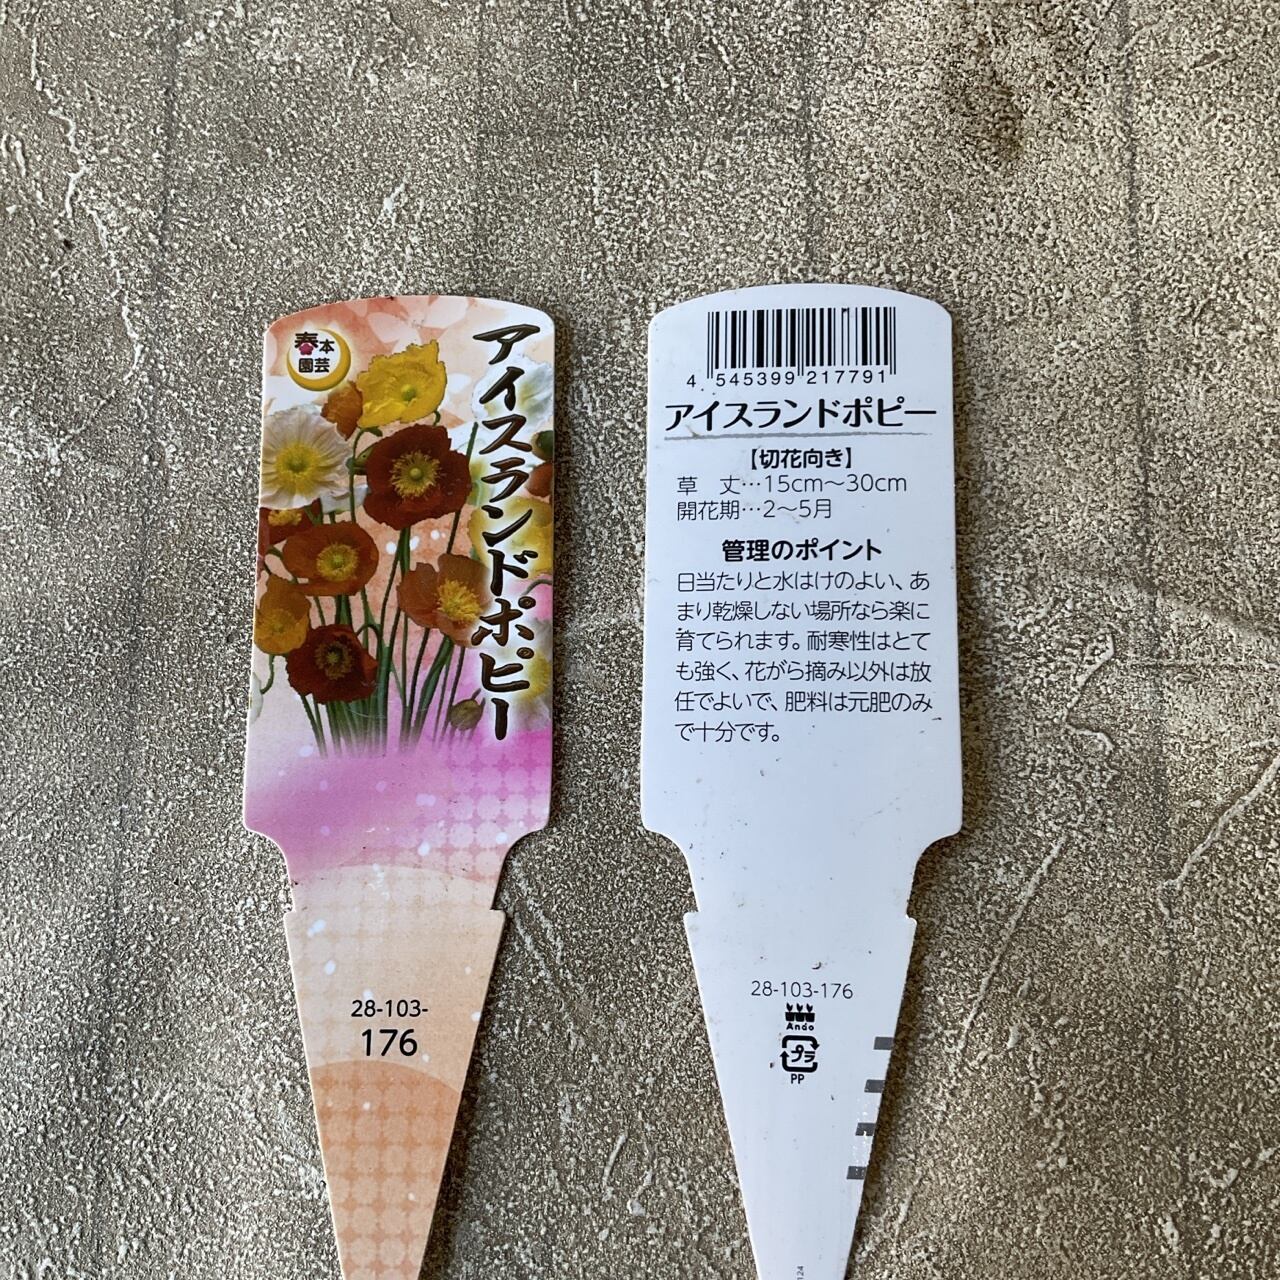 春本
園芸
アイスランドポピー
28-103-
176
4 545399 217791
アイスランドポピー
【切花向き】
草　丈…15cm～30cm
開花期…2～5月
管理のポイント
日当たりと水はけのよい、あ
まり乾燥しない場所なら楽に
育てられます。耐寒性はとて
も強く、花がら摘み以外は放
任でよいで、肥料は元肥のみ
で十分です。
28-103-176
Ando
プラ
PP